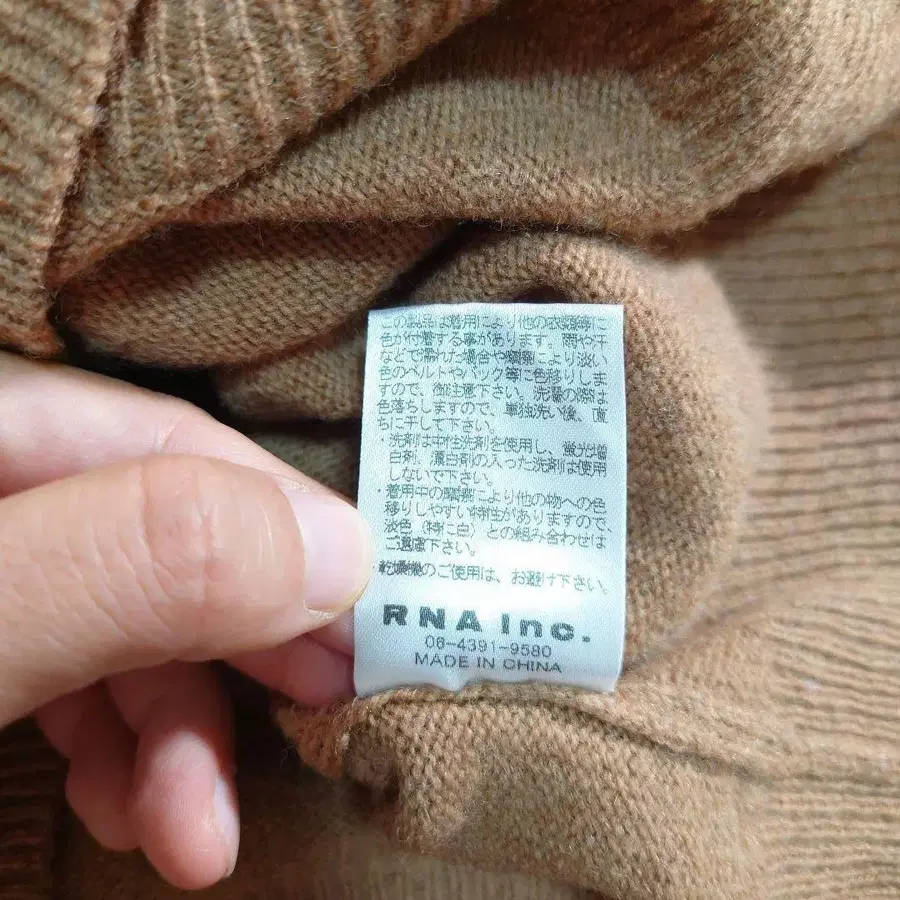 この製品は着用により他の衣類等に
色が付着する事があります。雨や汗
などで濡れた場合や摩擦により淡い
色のベルトやバック等に色移りしま
すので、御注意下さい。洗濯の際は
色落ちしますので、単独洗い後、直
ちに干して下さい。
・洗剤は中性洗剤を使用し、蛍光増
白剤、漂白剤の入った洗剤は使用
しないで下さい。
・着用中の摩擦により他の物への色
移りしやすい特性がありますので、
淡色（特に白）との組み合わせは
ご遠慮下さい。
・乾燥機のご使用は、お避け下さい。
RNA Inc.
06-4391-9580
MADE IN CHINA